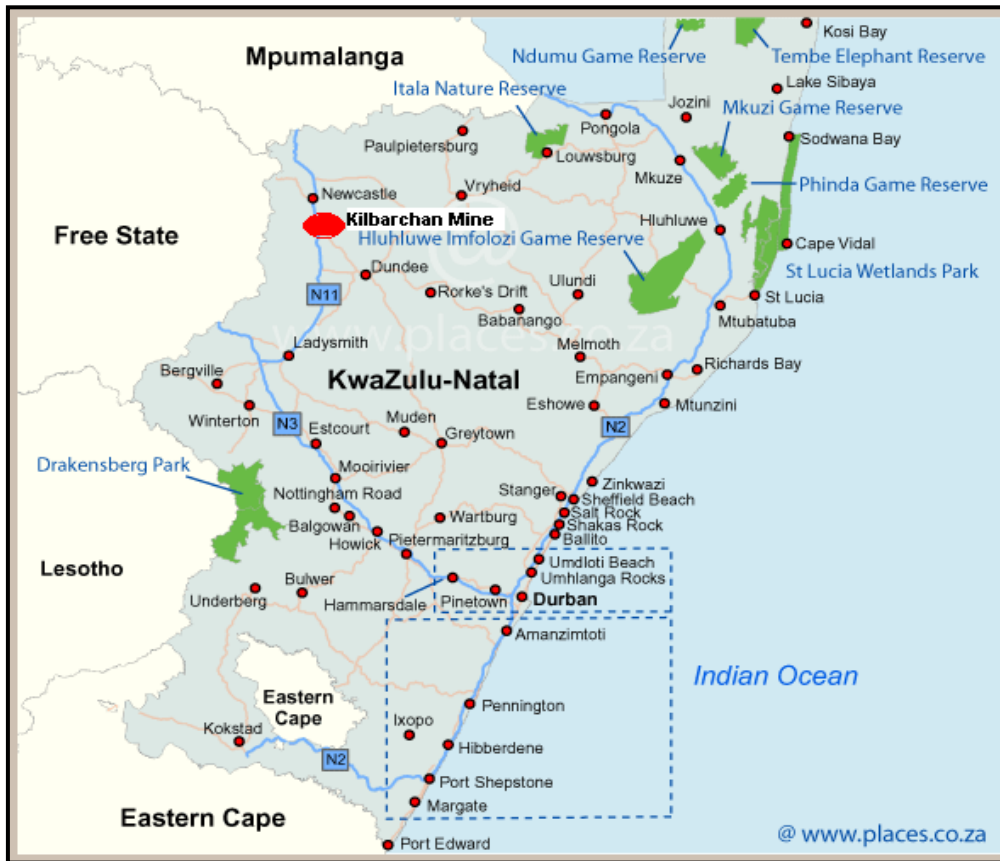 Kosi Bay
Mpumalanga
Ndumu Game Reserve
Tembe Elephant Reserve
Itala Nature Reserve
Lake Sibaya
Jozini
Mkuzi Game Reserve
Pongola
Paulpietersburg
Sodwana Bay
Louwsburg
Mkuze
Phinda Game Reserve
Newcastle
Vryheid
Kilbarchan Mine
Hluhluwe
Free State
Hluhluwe Imfolozi Game Reserve
Cape Vidal
Dundee
St Lucia Wetlands Park
Ulundi
N11
Rorke's Drift
St Lucia
Babanango
Mtubatuba
www.places.co.za
Ladysmith
Melmoth
Bergville
Richards Bay
KwaZulu-Natal
Empangeni
Eshowe
Mtunzini
Winterton
Muden
N3
Estcourt
N2
Greytown
Drakensberg Park
Mooirivier
Zinkwazi
Nottingham Road
Stanger
Sheffield Beach
Salt Rock
Wartburg
Balgowan
Shakas Rock
Howick
Pietermaritzburg
Ballito
Lesotho
Umdloti Beach
Bulwer
Umhlanga Rocks
Underberg
Hammarsdale
Pinetown
Durban
Amanzimtoti
Indian Ocean
Eastern
Cape
Pennington
Ixopo
Kokstad
Hibberdene
N2
Port Shepstone
Margate
Eastern Cape
@ www.places.co.za
Port Edward